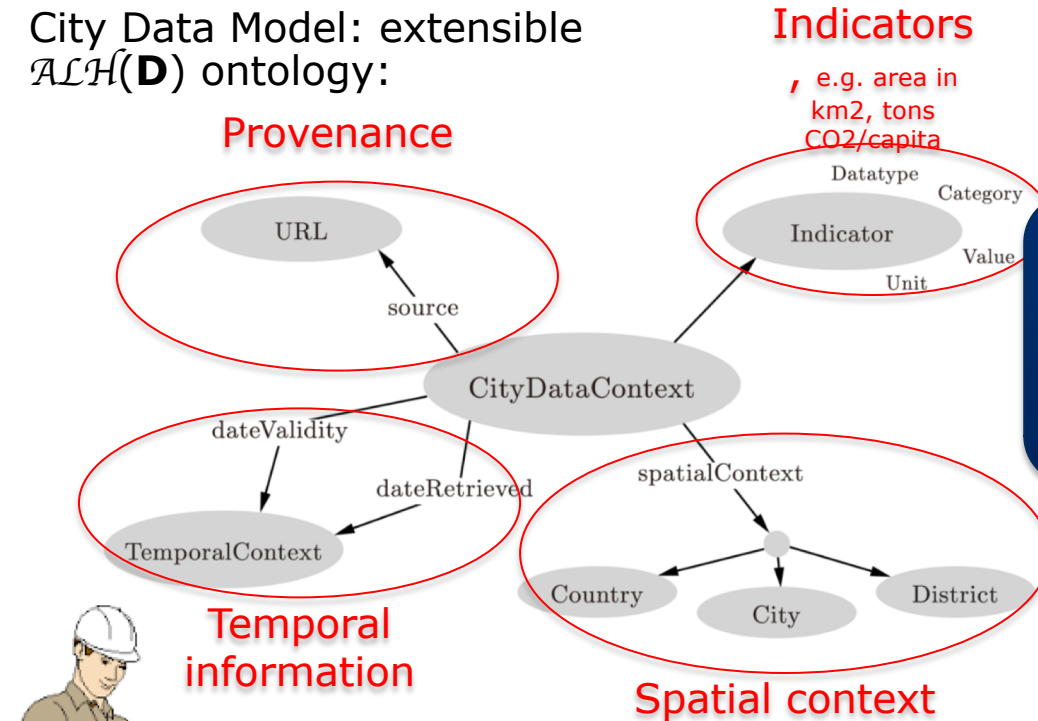 City Data Model: extensible
𝒜ℒℋ(D) ontology:
Indicators
, e.g. area in
km2, tons
CO2/capita
Provenance
Datatype
Category
URL
Indicator
Value
Unit
source
CityDataContext
dateValidity
spatialContext
dateRetrieved
TemporalContext
Country
City
District
Temporal
information
Spatial context